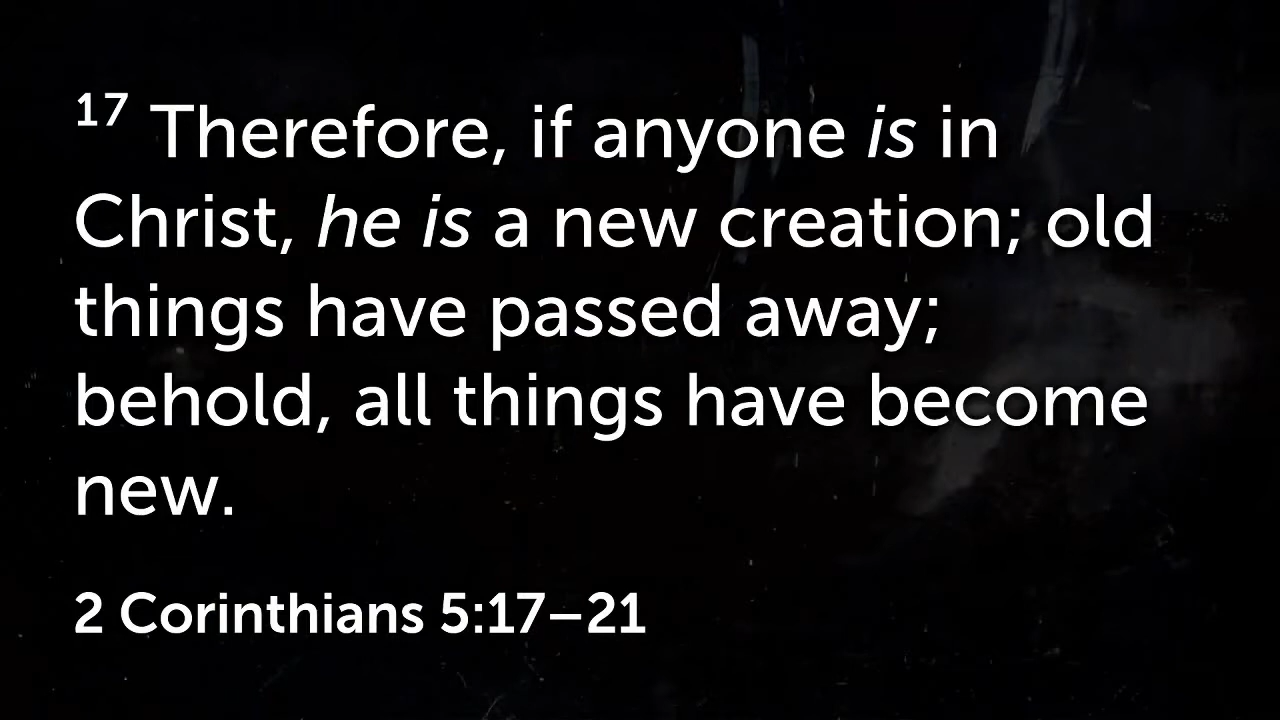 17 Therefore, if anyone is in
Christ, he is a new creation; old
things have passed away;
behold, all things have become
new.
2 Corinthians 5:17–21